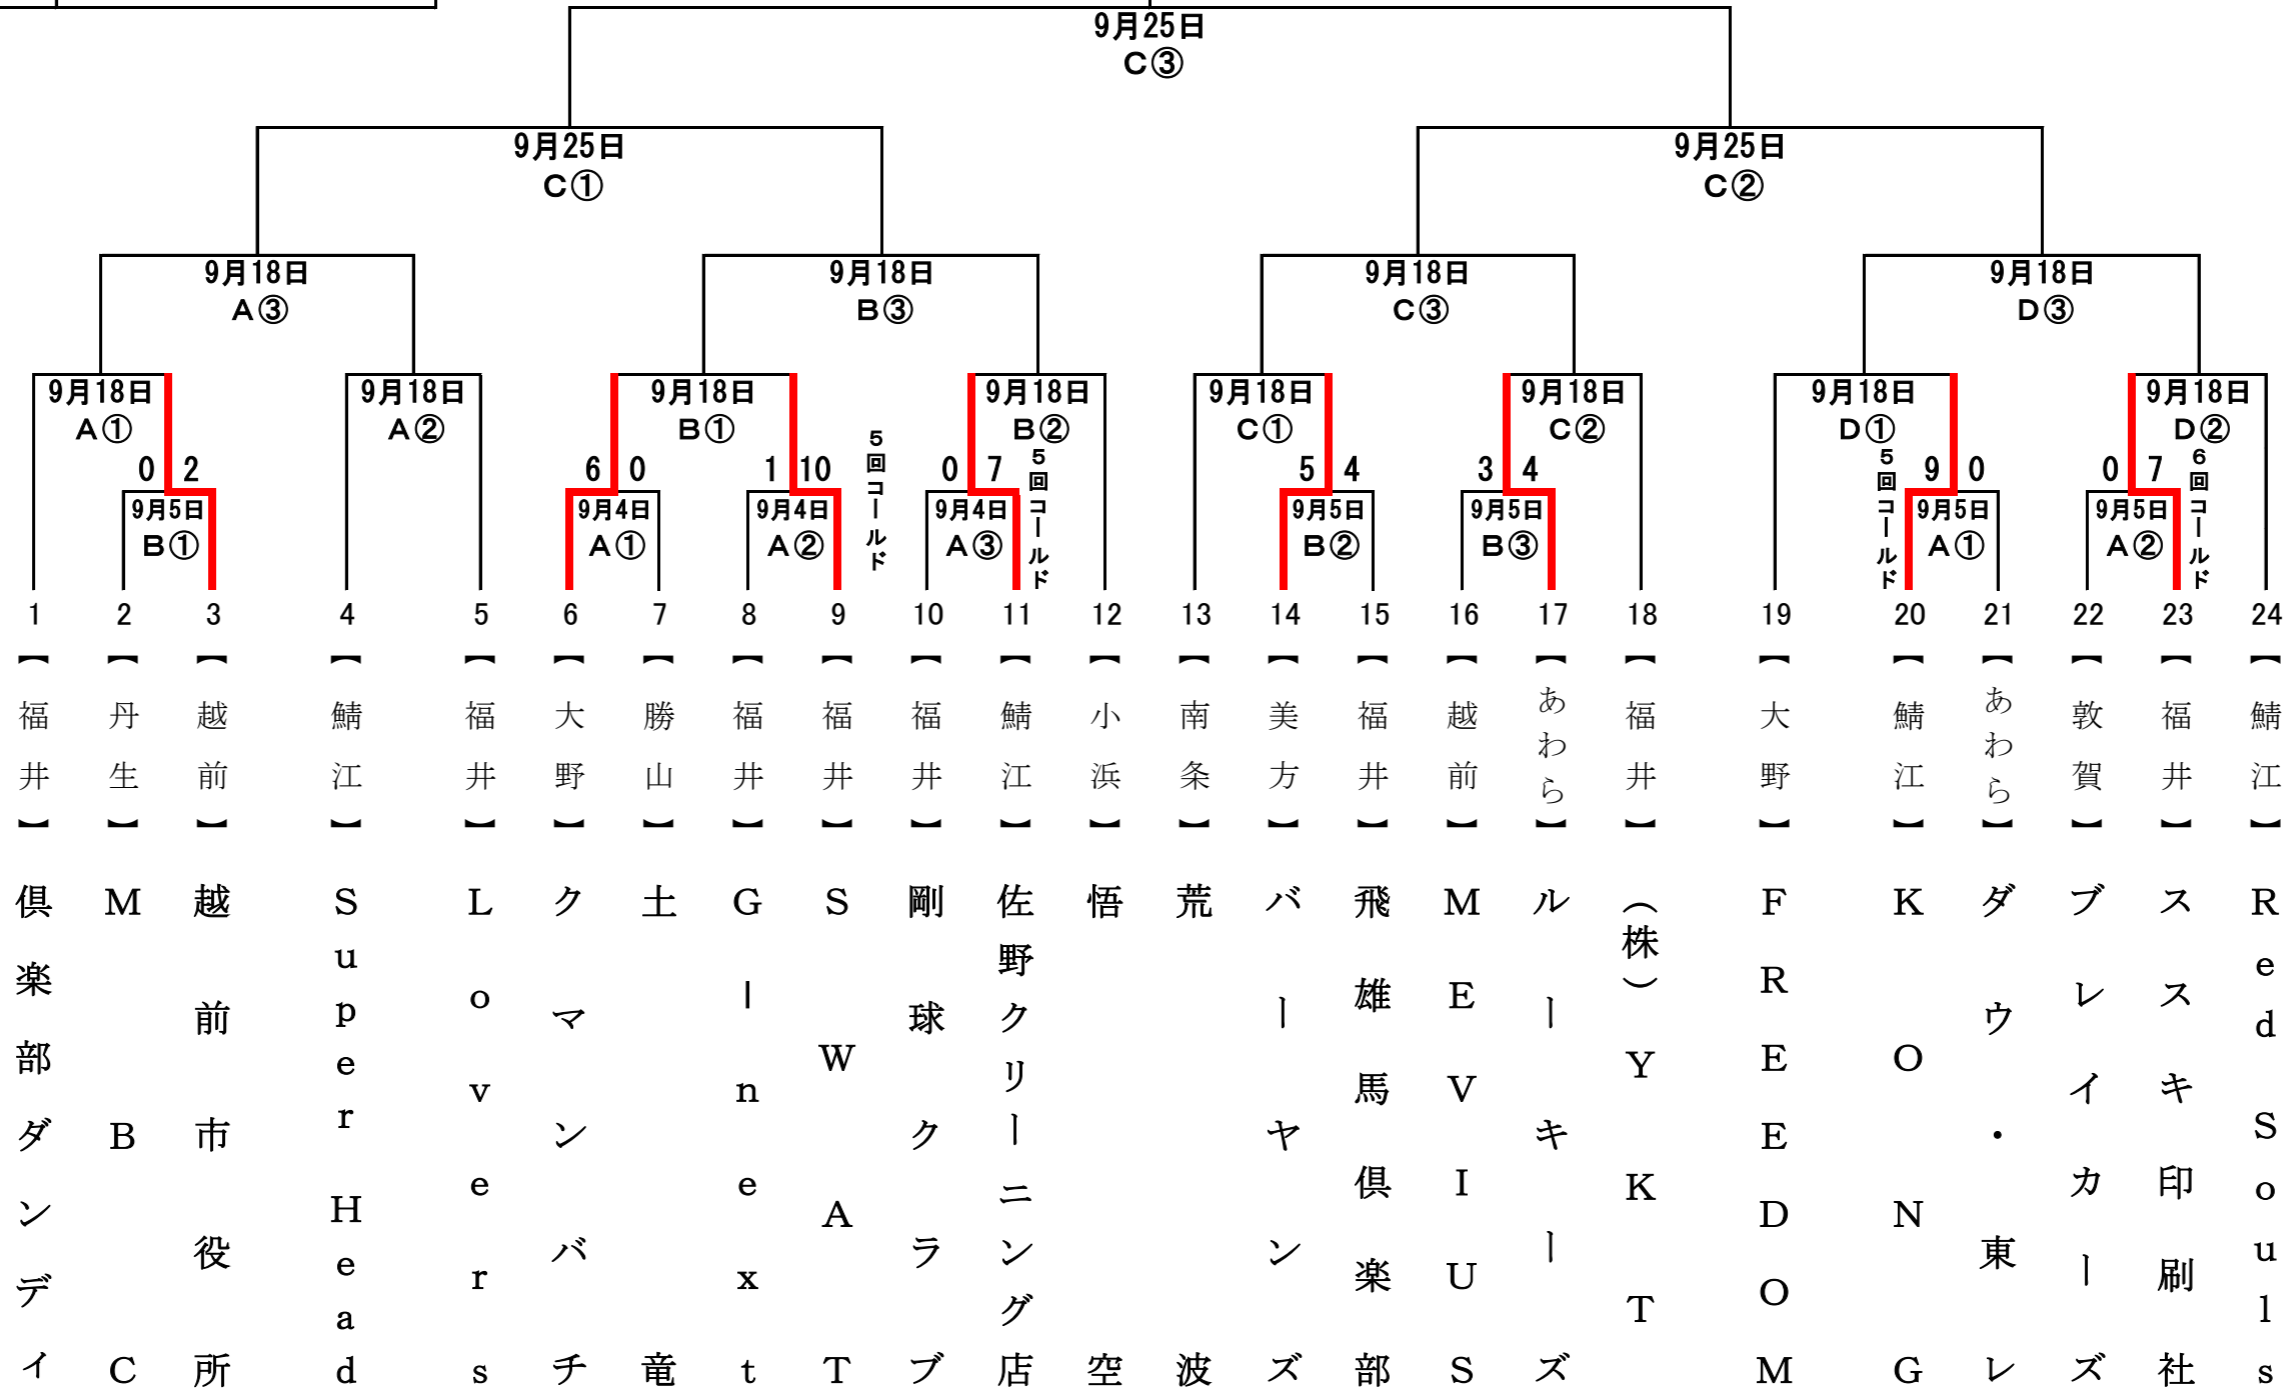 9月25日
C③
9月25日
C①
9月25日
C②
9月18日
A③
9月18日
B③
9月18日
C③
9月18日
D③
9月18日
A①
9月18日
A②
9月18日
B①
9月18日
B②
9月18日
C①
9月18日
C②
9月18日
D①
9月18日
D②
0 2
9月5日
B①
6 0
9月4日
A①
1 10
9月4日
A②
5回コールド
0 7
9月4日
A③
5回コールド
5 4
9月5日
B②
3 4
9月5日
B③
5回コールド
9 0
9月5日
A①
0 7
9月5日
A②
6回コールド
1 【福井】 倶楽部ダンディ
2 【丹生】 MBC
3 【越前】 越前市役所
4 【鯖江】 Super Head
5 【福井】 Lovers
6 【大野】 クマンバチ
7 【勝山】 土竜
8 【福井】 GInext
9 【福井】 SWAT
10 【福井】 剛球クラブ
11 【鯖江】 佐野クリーニング店
12 【小浜】 悟空
13 【南条】 荒波
14 【美方】 バーヤンズ
15 【福井】 飛雄馬倶楽部
16 【越前】 MEVIUS
17 【あわら】 ルーキーズ
18 【福井】 (株)YKT
19 【大野】 FREEDOM
20 【鯖江】 KONG
21 【あわら】 ダウ・東レ
22 【敦賀】 ブレイカーズ
23 【福井】 ススキスキ印刷社
24 【鯖江】 Red Souls